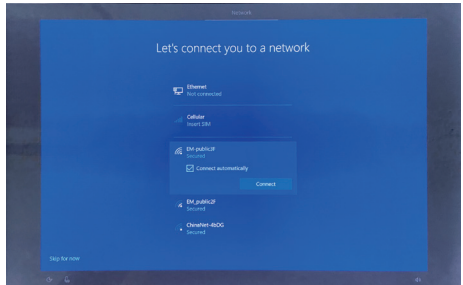 Network
Let's connect you to a network
Ethernet
Not connected
Cellular
Insert SIM
EM-public3F
Secured
Connect automatically
Connect
EM_public2F
Secured
ChinaNet-4bDG
Secured
Skip for now